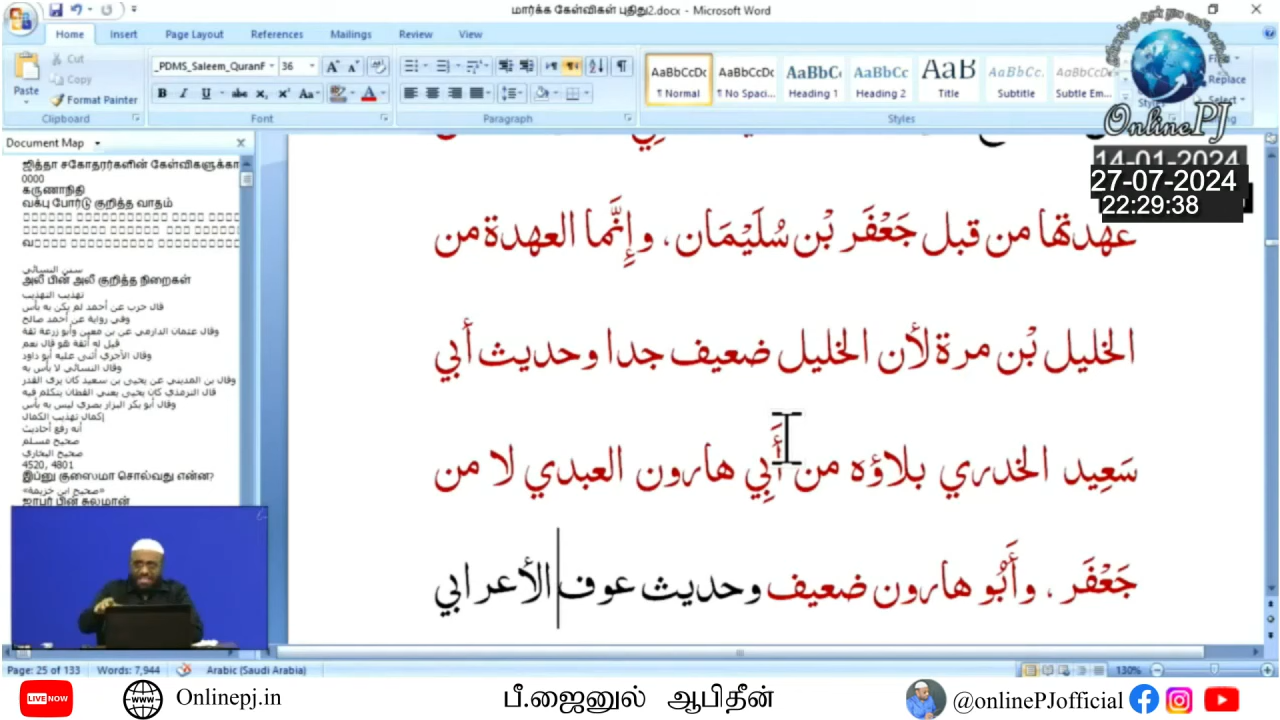 மார்க்க கேள்விகள் புதிது2.docx - Microsoft Word
Home Insert Page Layout References Mailings Review View
Cut
Copy
Format Painter
Paste
Clipboard
_PDMS_Saleem_QuranF 36
Font
Paragraph
AaBbCcDc AaBbCcDc AaBbC AaBbCc AaB AaBbCc. AaBbCcDc
¶ Normal ¶ No Spaci... Heading 1 Heading 2 Title Subtitle Subtle Em...
Styles
Replace
OnlinePJ
14-01-2024
27-07-2024
22:29:38
Document Map
ஜித்தா சகோதரர்களின் கேள்விகளுக்கா
0000
கருணாநிதி
வக்பு போர்டு குறித்த வாதம்
سنن النسائي
அலீ பின் அலீ குறித்த நிறைகள்
تهذيب التهذيب
قال حرب عن أحمد لم يكن به بأس
وفي رواية عن أحمد صالح
وقال عثمان الدارمي عن بن معين وأبو زرعة ثقة
قيل له أثقة هو قال نعم
وقال الآجري أثنى عليه أبو داود
وقال النسائي لا بأس به
وقال بن المديني عن يحيى بن سعيد كان يرى القدر
قال الترمذي كان يحيى يعني القطان يتكلم فيه
وقال أبو بكر البزار بصري ليس به بأس
إكمال تهذيب الكمال
أنه رفع أحاديث
صحيح مسلم
صحيح البخاري
4520, 4801
இப்னு குஸைமா சொல்வது என்ன?
«صحيح ابن خزيمة»
ஜாபர் பின் சுலைமான்
عهدتها من قبل جَعْفَر بْن سُلَيْمَان، وإِنَّما العهدة من
الخليل بْن مرة لأن الخليل ضعيف جدا وحديث أَبي
سَعِيد الخدري بلاؤه من أَبِي هارون العبدي لا من
جَعْفَر ، وأَبُو هارون ضعيف وحديث عوف الأعرابي
Page: 25 of 133 Words: 7,944 Arabic (Saudi Arabia) 130%
LIVE NOW
WWW
Onlinepj.in
பீ.ஜைனுல் ஆபிதீன்
@onlinePJofficial